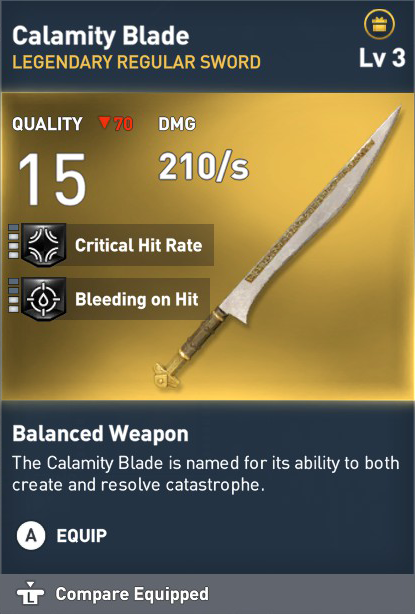 Calamity Blade
LEGENDARY REGULAR SWORD
Lv 3
QUALITY ▼70 DMG
15 210/s
Critical Hit Rate
Bleeding on Hit
Balanced Weapon
The Calamity Blade is named for its ability to both
create and resolve catastrophe.
A EQUIP
L Compare Equipped